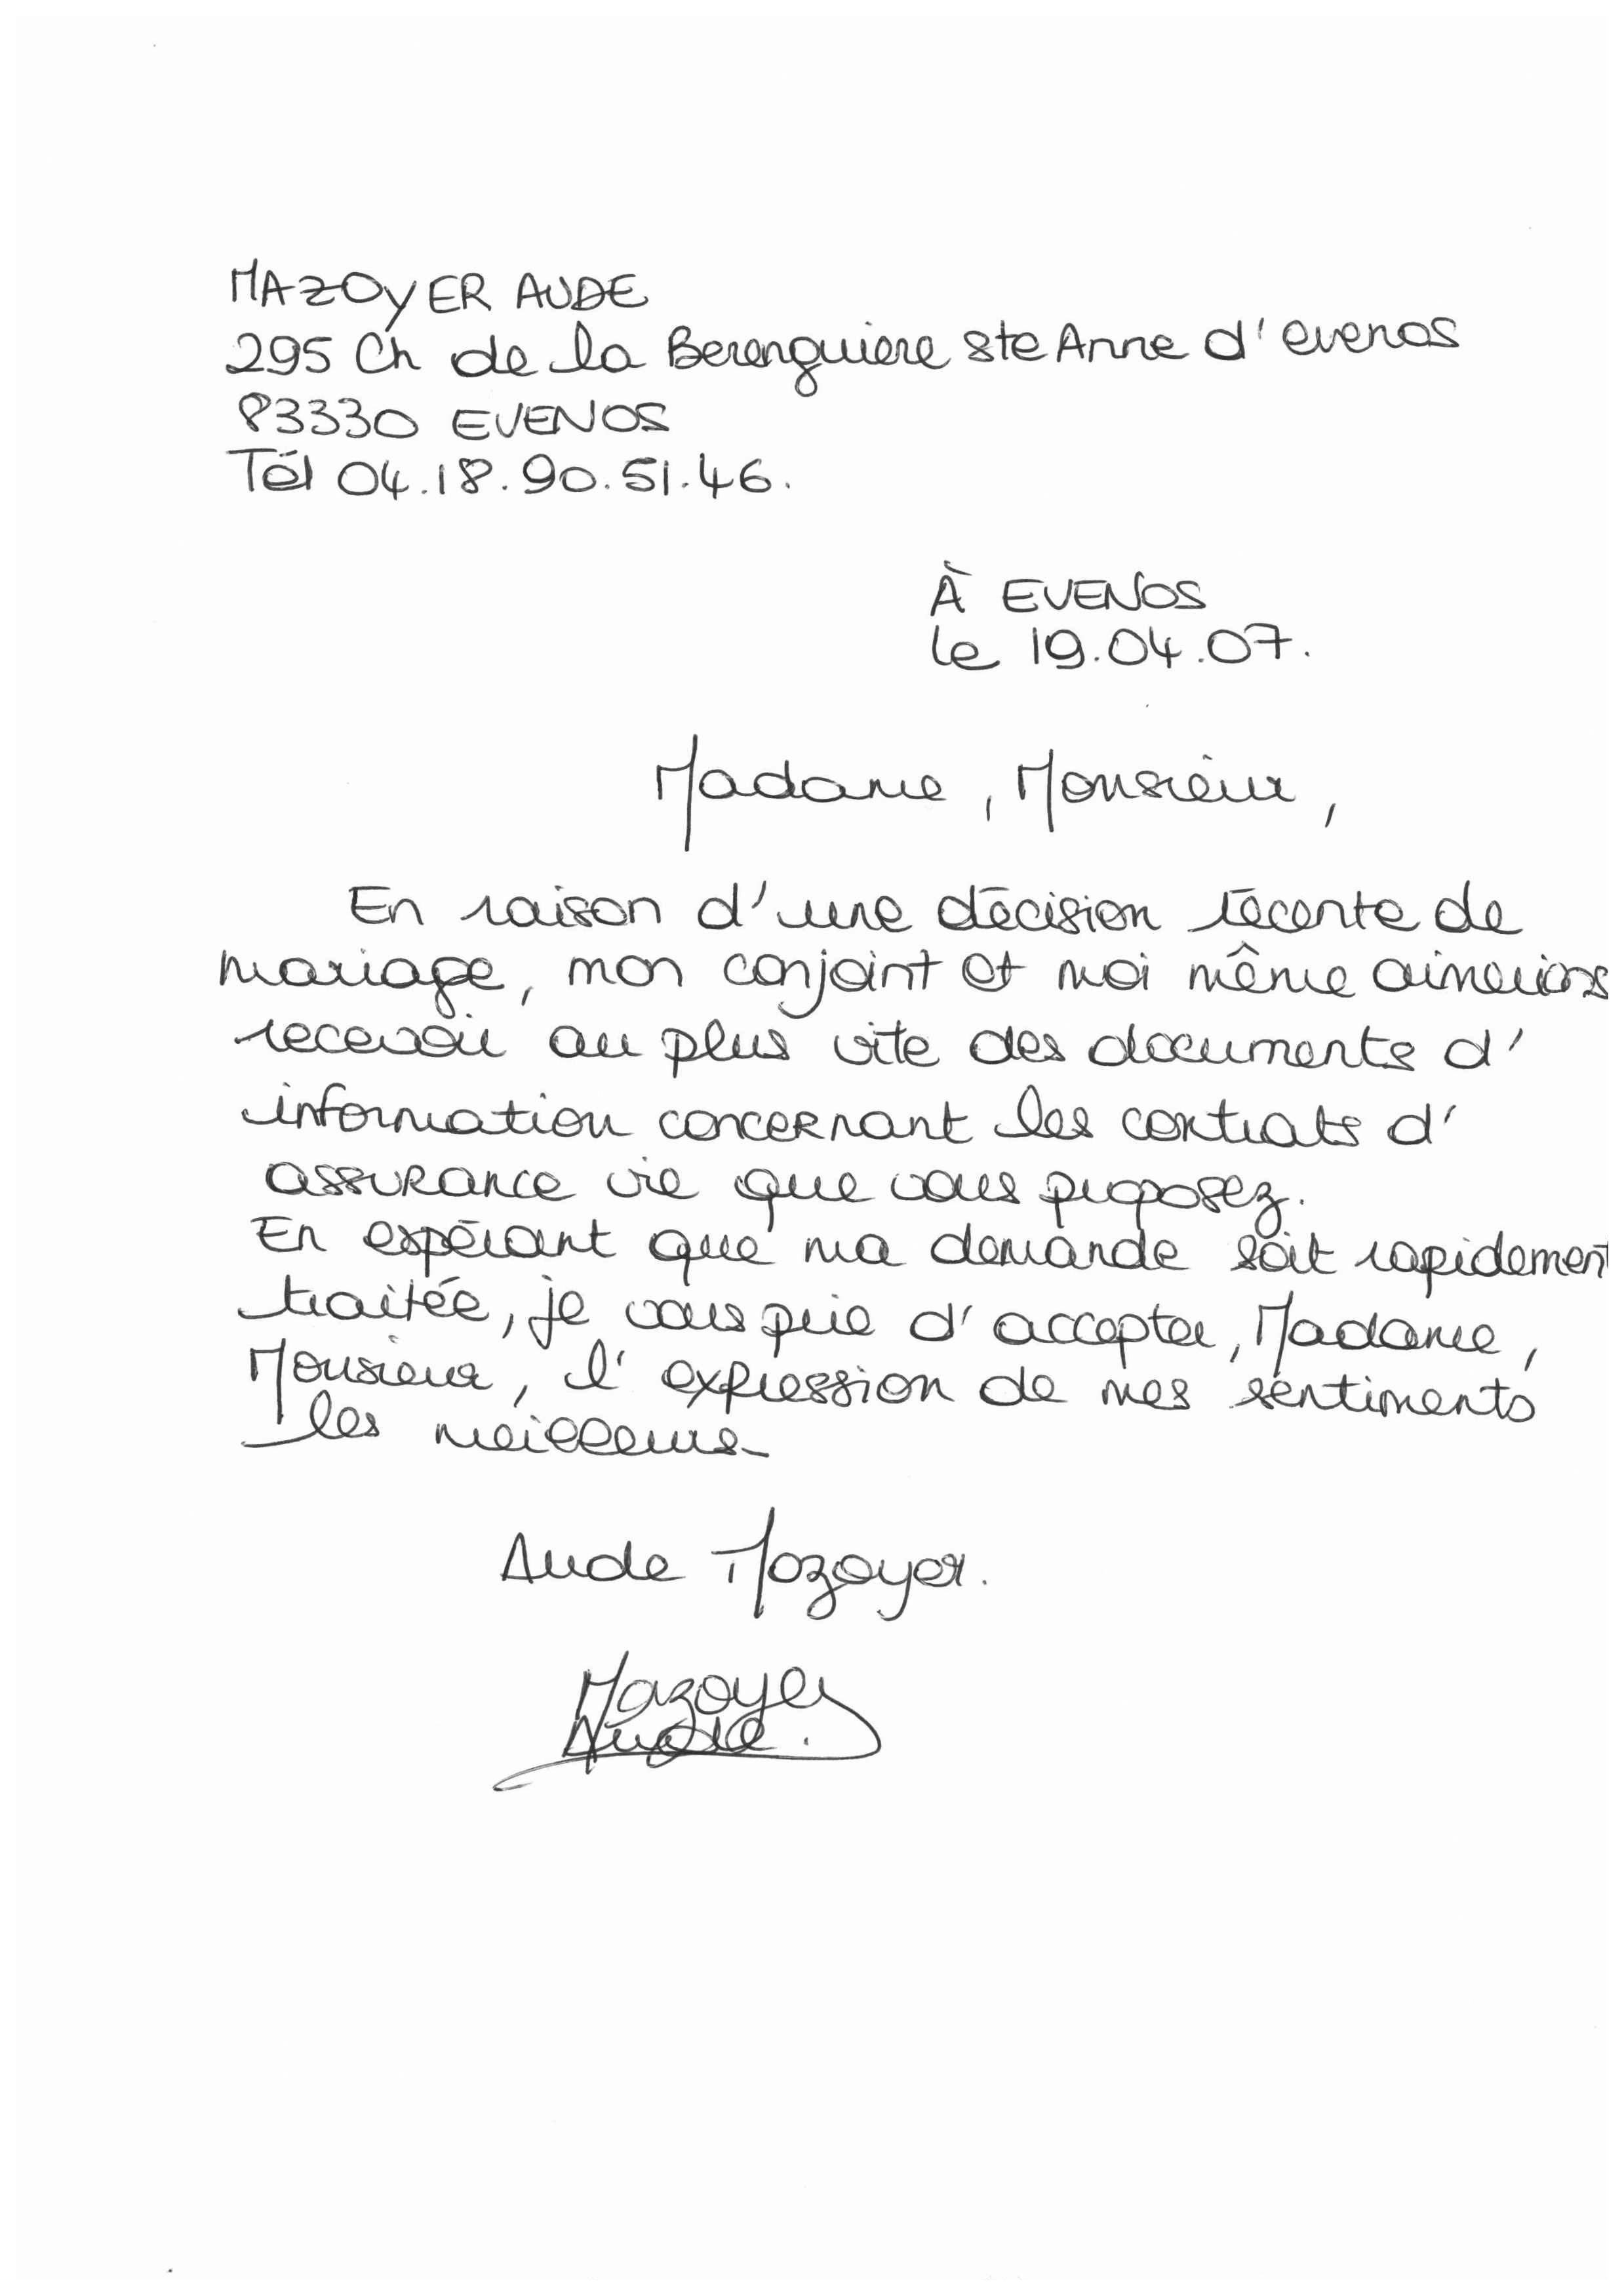 MAZOYER AUDE
295 Ch de la Berenguiere ste Anne d'evenos
83330 EVENOS
Tél 04.18.90.51.46.
À EVENOS
le 19.04.07.
Madame, Monsieur,
En raison d'une décision récente de
mariage, mon conjoint et moi même aimerions
recevoir au plus vite des documents d'
information concernant les contrats d'
assurance vie que vous proposez.
En espérant que ma demande soit rapidement
traitée, je vous prie d'accepter, Madame,
Monsieur, l'expression de mes sentiments
les meilleurs.
Aude Mazoyer.
Mazoyer
Aude.